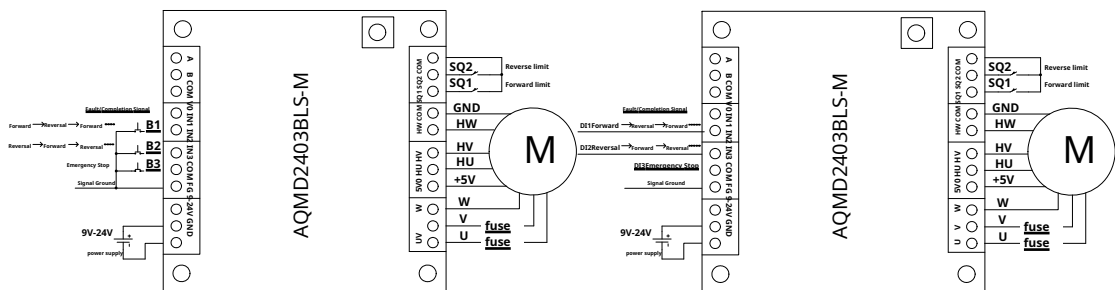 AQMD2403BLS-M
A
B
COM
V0 IN1 IN2
IN3
COM FG
9-24V GND
Fault/Completion Signal
Forward → Reversal → Forward
B1
Reversal → Forward → Reversal
B2
Emergency Stop
B3
Signal Ground
9V-24V
power supply
SQ1 SQ2 COM
HW COM
5V0 HU HV
W
UV
SQ2
Reverse limit
SQ1
Forward limit
GND
HW
HV
HU
+5V
W
V
fuse
U
fuse
M
AQMD2403BLS-M
A
B COM
V0 IN1 IN2
IN3
COM FG
9-24V GND
Fault/Completion Signal
DI1Forward → Reversal → Forward
DI2Reversal → Forward → Reversal
DI3Emergency Stop
Signal Ground
9V-24V
power supply
SQ1 SQ2 COM
HW COM
5V0 HU HV
W
V
U
SQ2
Reverse limit
SQ1
Forward limit
GND
HW
HV
HU
+5V
W
V
fuse
U
fuse
M